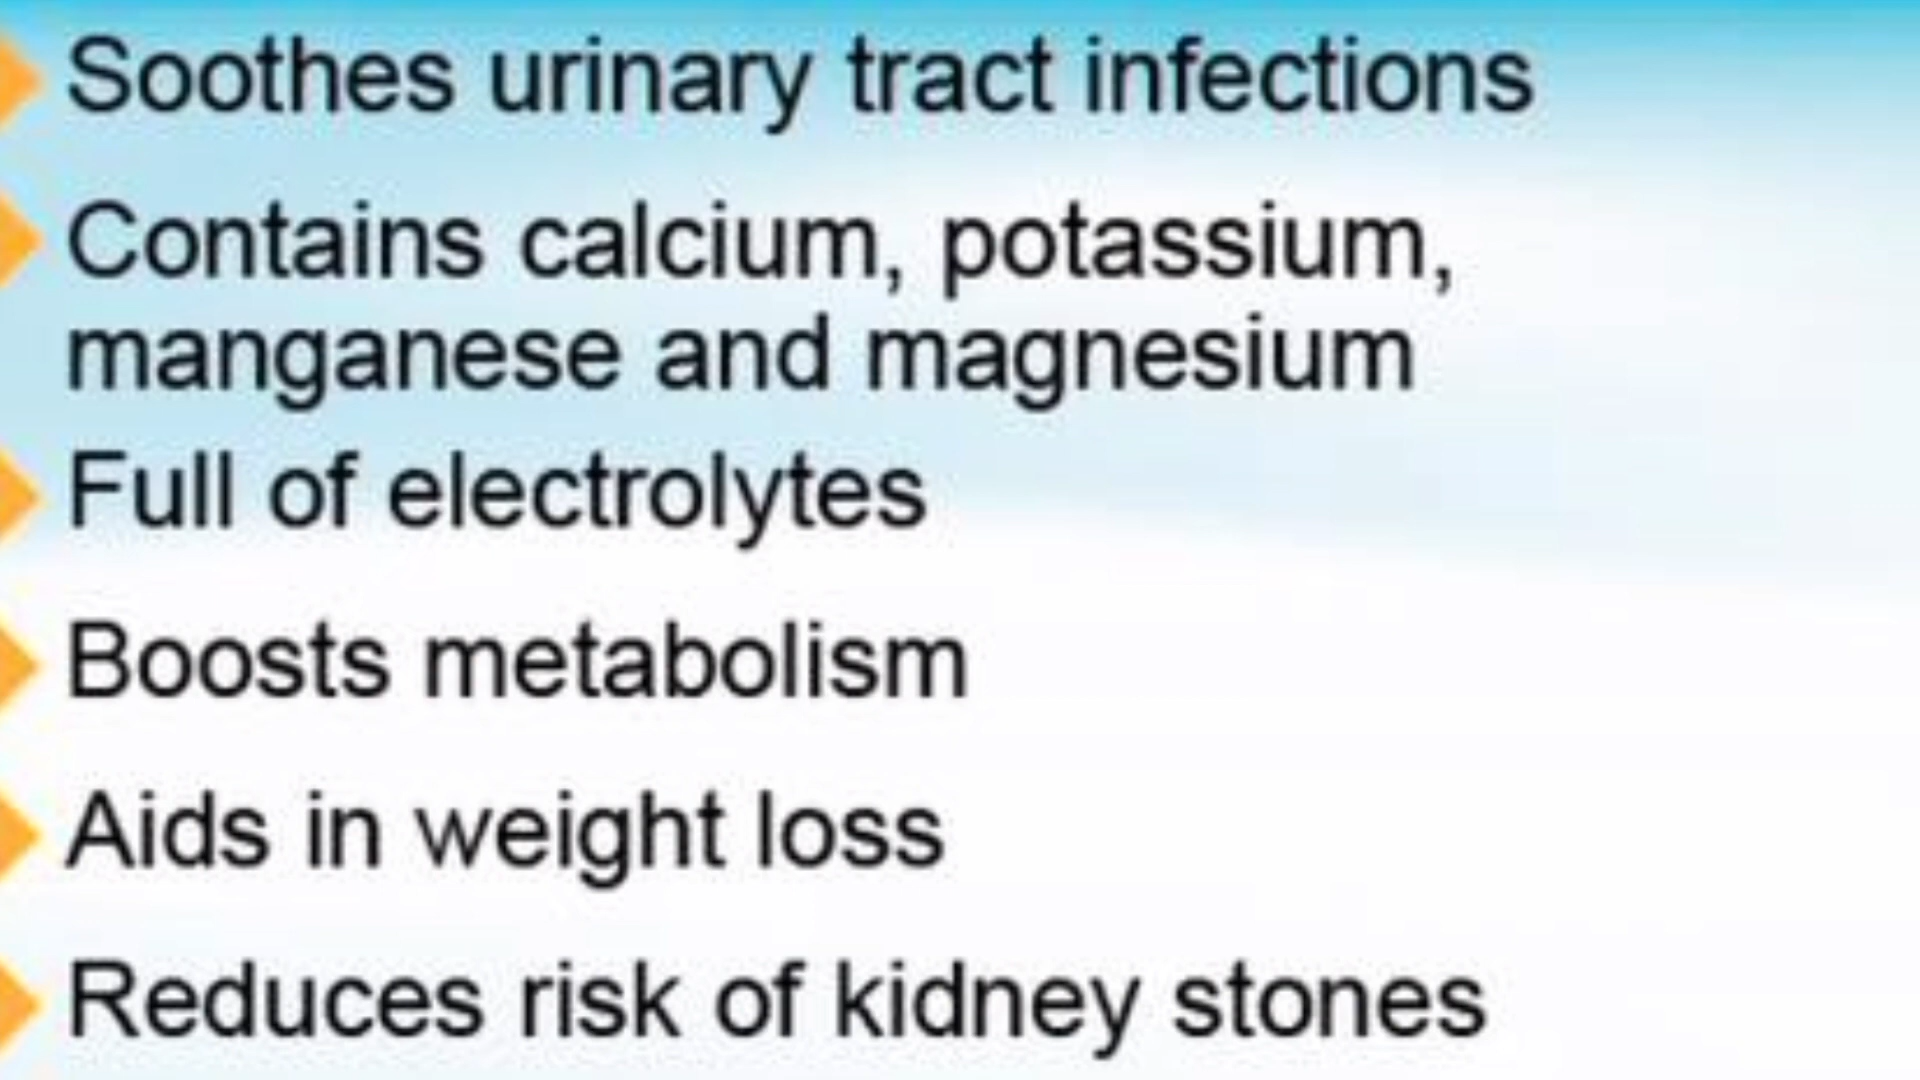 Soothes urinary tract infections
Contains calcium, potassium,
manganese and magnesium
Full of electrolytes
Boosts metabolism
Aids in weight loss
Reduces risk of kidney stones